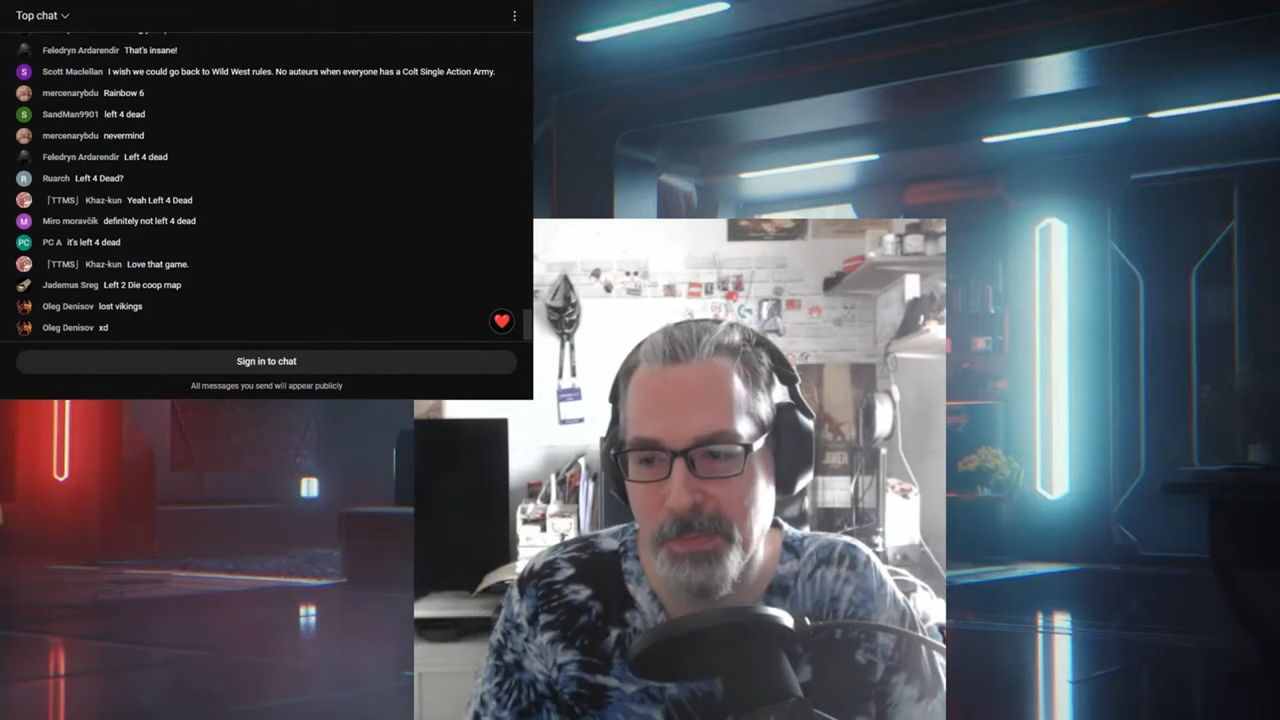 Top chat
Feledryn Ardarendir That's insane!
S Scott Maclellan I wish we could go back to Wild West rules. No auteurs when everyone has a Colt Single Action Army.
mercenarybdu Rainbow 6
S SandMan9901 left 4 dead
mercenarybdu nevermind
Feledryn Ardarendir Left 4 dead
R Ruarch Left 4 Dead?
「TTMS」 Khaz-kun Yeah Left 4 Dead
M Miro moravčík definitely not left 4 dead
PC PC A it's left 4 dead
「TTMS」 Khaz-kun Love that game.
Jademus Sreg Left 2 Die coop map
Oleg Denisov lost vikings
Oleg Denisov xd
Sign in to chat
All messages you send will appear publicly
JOKER